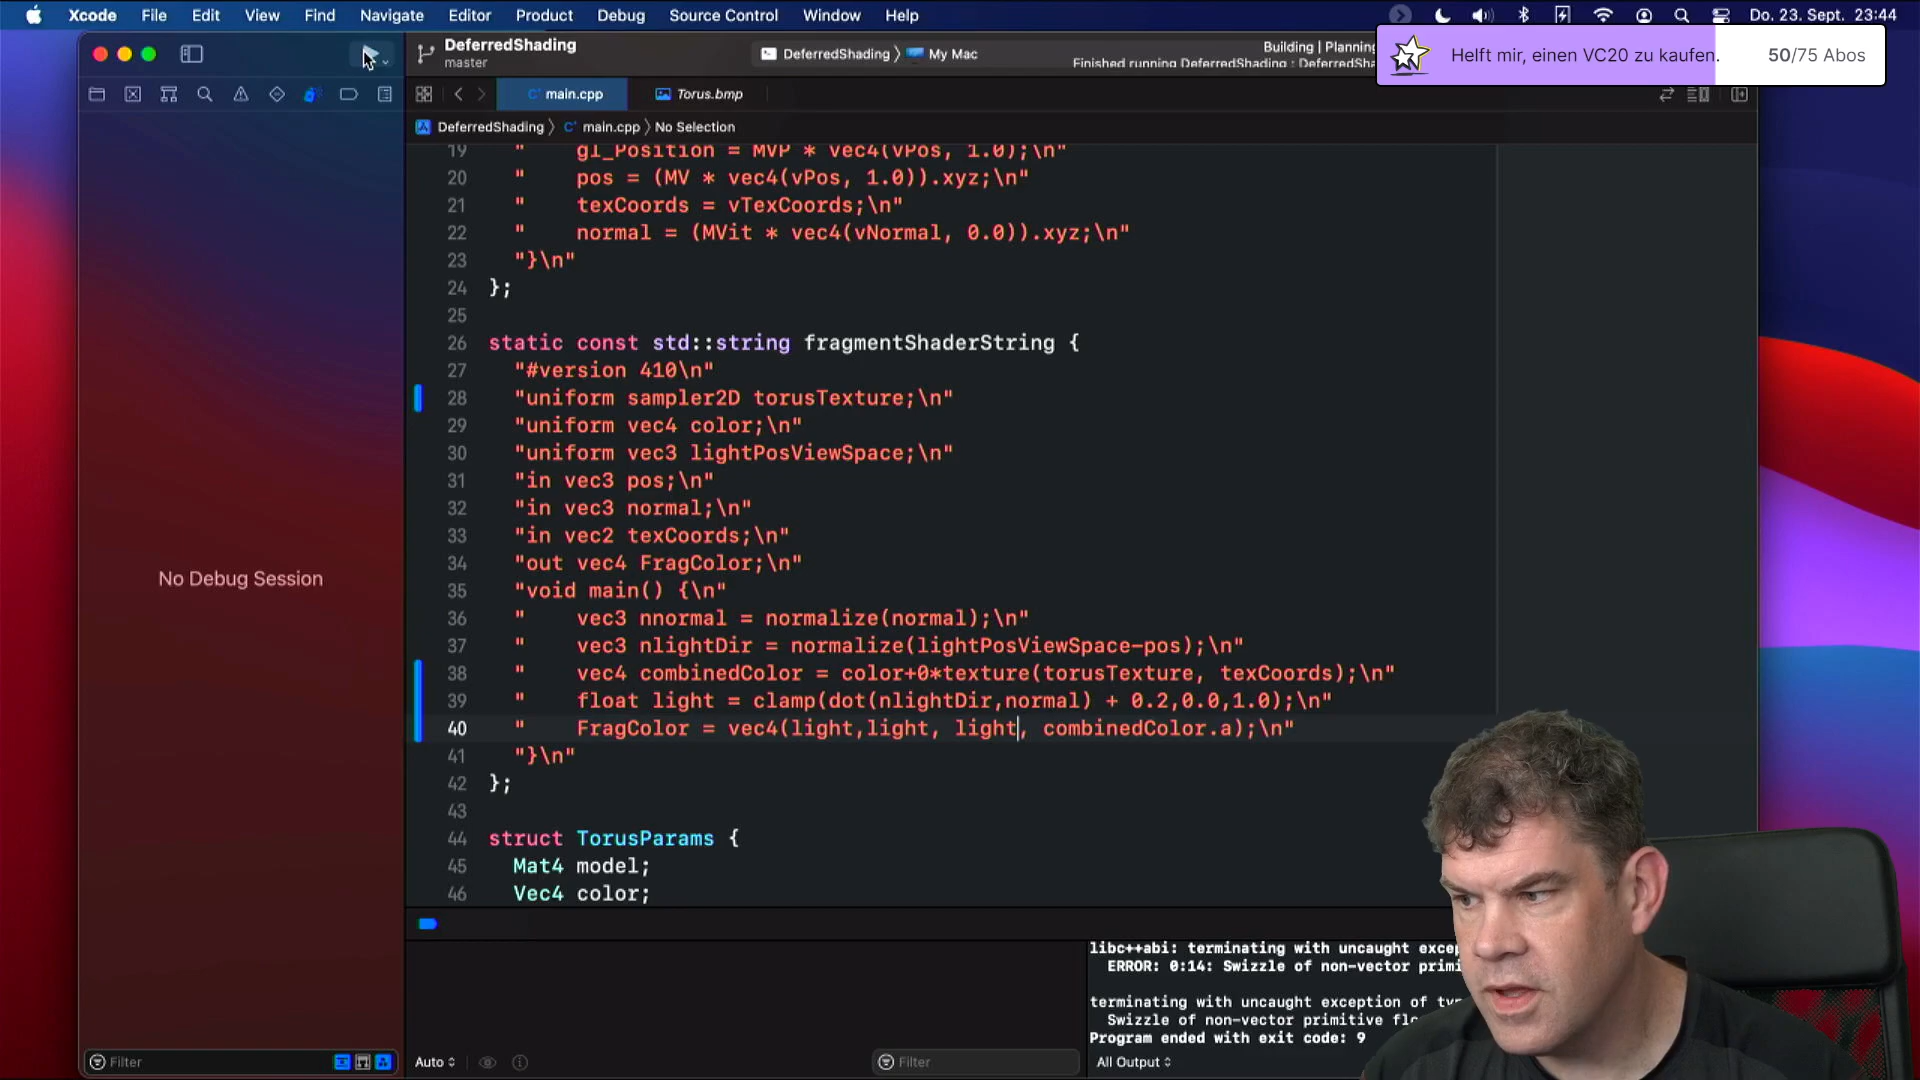 Xcode File Edit View Find Navigate Editor Product Debug Source Control Window Help Do. 23. Sept. 23:44
Helft mir, einen VC20 zu kaufen. 50/75 Abos
DeferredShading
master
DeferredShading 〉 My Mac
Building | Planning
Finished running DeferredShading :
main.cpp Torus.bmp
DeferredShading 〉 main.cpp 〉 No Selection
19 " gl_Position = MVP * vec4(vPos, 1.0);\n"
20 " pos = (MV * vec4(vPos, 1.0)).xyz;\n"
21 " texCoords = vTexCoords;\n"
22 " normal = (MVit * vec4(vNormal, 0.0)).xyz;\n"
23 "}\n"
24 };
25
26 static const std::string fragmentShaderString {
27 "#version 410\n"
28 "uniform sampler2D torusTexture;\n"
29 "uniform vec4 color;\n"
30 "uniform vec3 lightPosViewSpace;\n"
31 "in vec3 pos;\n"
32 "in vec3 normal;\n"
33 "in vec2 texCoords;\n"
34 "out vec4 FragColor;\n"
35 "void main() {\n"
36 " vec3 nnormal = normalize(normal);\n"
37 " vec3 nlightDir = normalize(lightPosViewSpace-pos);\n"
38 " vec4 combinedColor = color+0*texture(torusTexture, texCoords);\n"
39 " float light = clamp(dot(nlightDir,normal) + 0.2,0.0,1.0);\n"
40 " FragColor = vec4(light,light, light, combinedColor.a);\n"
41 "}\n"
42 };
43
44 struct TorusParams {
45 Mat4 model;
46 Vec4 color;
No Debug Session
libc++abi: terminating with uncaught
ERROR: 0:14: Swizzle of non-vector
terminating with uncaught exception of
Swizzle of non-vector primitive
Program ended with exit code: 9
Filter Auto Filter All Output